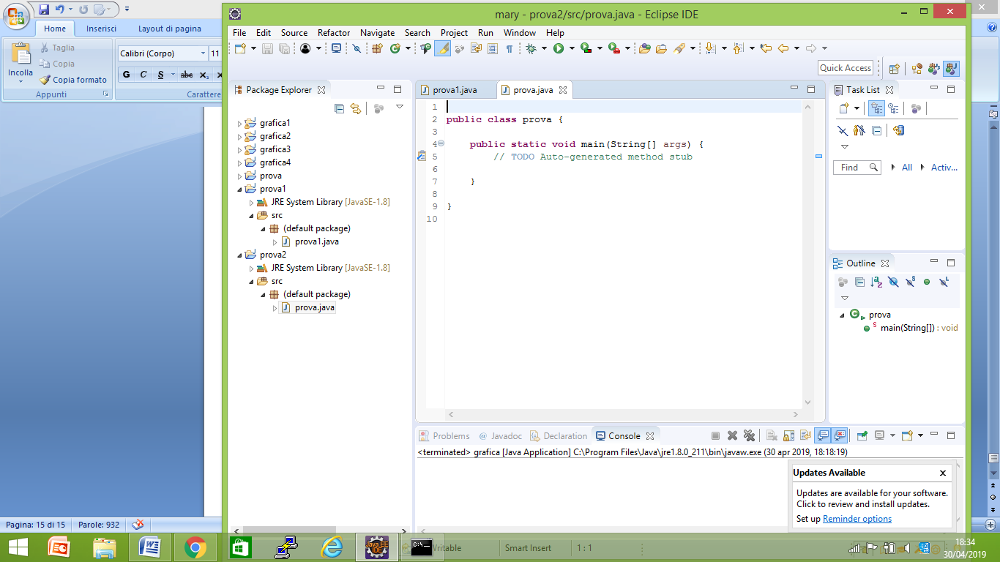 mary - prova2/src/prova.java - Eclipse IDE
Home Inserisci Layout di pagina
Incolla
Taglia
Copia
Copia formato
Appunti
Calibri (Corpo) 11
G C S abc x₂
Carattere
File Edit Source Refactor Navigate Search Project Run Window Help
Quick Access
Package Explorer
grafica1
grafica2
grafica3
grafica4
prova
prova1
JRE System Library [JavaSE-1.8]
src
(default package)
prova1.java
prova2
JRE System Library [JavaSE-1.8]
src
(default package)
prova.java
prova1.java prova.java
1
2 public class prova {
3
4 public static void main(String[] args) {
5 // TODO Auto-generated method stub
6
7 }
8
9 }
10
Task List
Find All Activ...
Outline
prova
main(String[]) : void
Problems Javadoc Declaration Console
<terminated> grafica [Java Application] C:\Program Files\Java\jre1.8.0_211\bin\javaw.exe (30 apr 2019, 18:18:19)
Updates Available
Updates are available for your software.
Click to review and install updates.
Set up Reminder options
Pagina: 15 di 15 Parole: 932
Java EE
IDE
C:\
Writable Smart Insert 1 : 1
18:34
30/04/2019